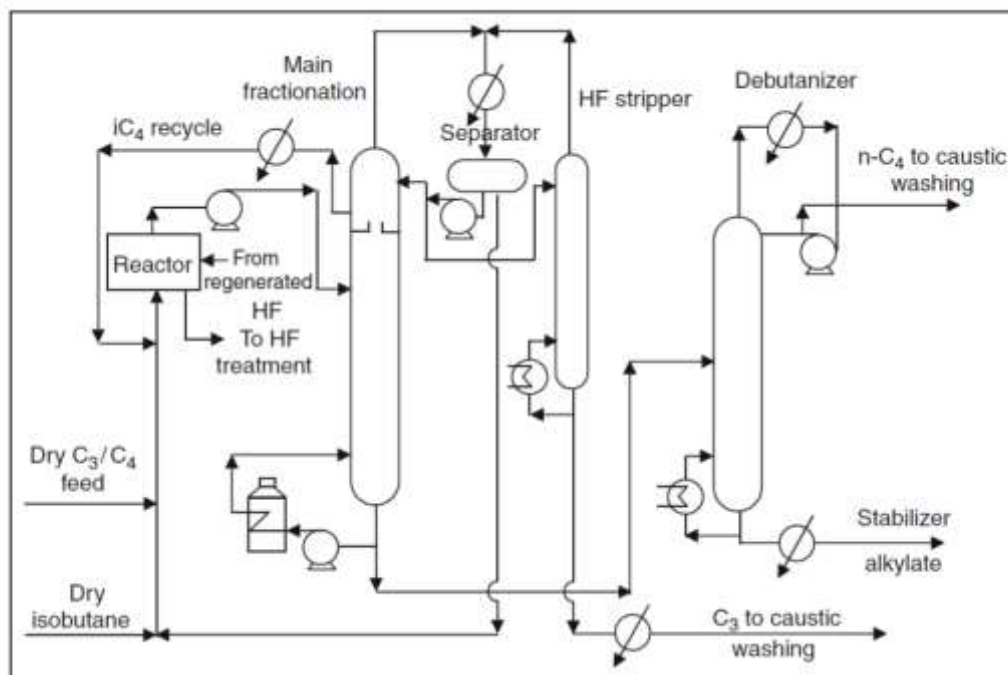 Main
fractionation
HF stripper
Debutanizer
iC4 recycle
Separator
n-C4 to caustic
washing
Reactor
From
regenerated
HF
To HF
treatment
Dry C3/C4
feed
Stabilizer
alkylate
Dry
isobutane
C3 to caustic
washing